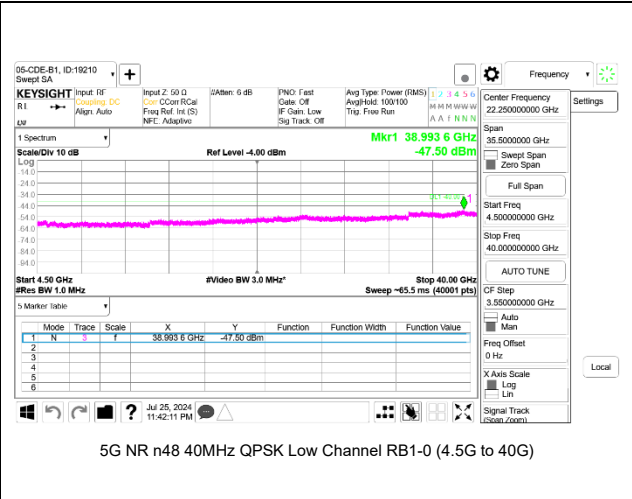 05-CDE-B1, ID:19210
Swept SA
Frequency
KEYSIGHT
RL
Input: RF
Coupling: DC
Align: Auto
Input Z: 50 Ω
Corr CCorr RCal
Freq Ref: Int (S)
NFE: Adaptive
#Atten: 6 dB
PNO: Fast
Gate: Off
IF Gain: Low
Sig Track: Off
Avg Type: Power (RMS)
Avg|Hold: 100/100
Trig: Free Run
1 2 3 4 5 6
M M M W W W
A A f N N N
1 Spectrum
Scale/Div 10 dB
Ref Level -4.00 dBm
Mkr1 38.993 6 GHz
-47.50 dBm
Log
-14.0
-24.0
-34.0
-44.0
-54.0
-64.0
-74.0
-84.0
-94.0
DL1 -40.00
1
Start 4.50 GHz
#Video BW 3.0 MHz*
Stop 40.00 GHz
#Res BW 1.0 MHz
Sweep ~65.5 ms (40001 pts)
5 Marker Table
Mode Trace Scale X Y Function Function Width Function Value
1 N 3 f 38.993 6 GHz -47.50 dBm
2
3
4
5
6
?
Jul 25, 2024
11:42:11 PM
Center Frequency
22.250000000 GHz
Settings
Span
35.5000000 GHz
Swept Span
Zero Span
Full Span
Start Freq
4.500000000 GHz
Stop Freq
40.000000000 GHz
AUTO TUNE
CF Step
3.550000000 GHz
Auto
Man
Freq Offset
0 Hz
X Axis Scale
Log
Lin
Signal Track
(Span Zoom)
Local
5G NR n48 40MHz QPSK Low Channel RB1-0 (4.5G to 40G)